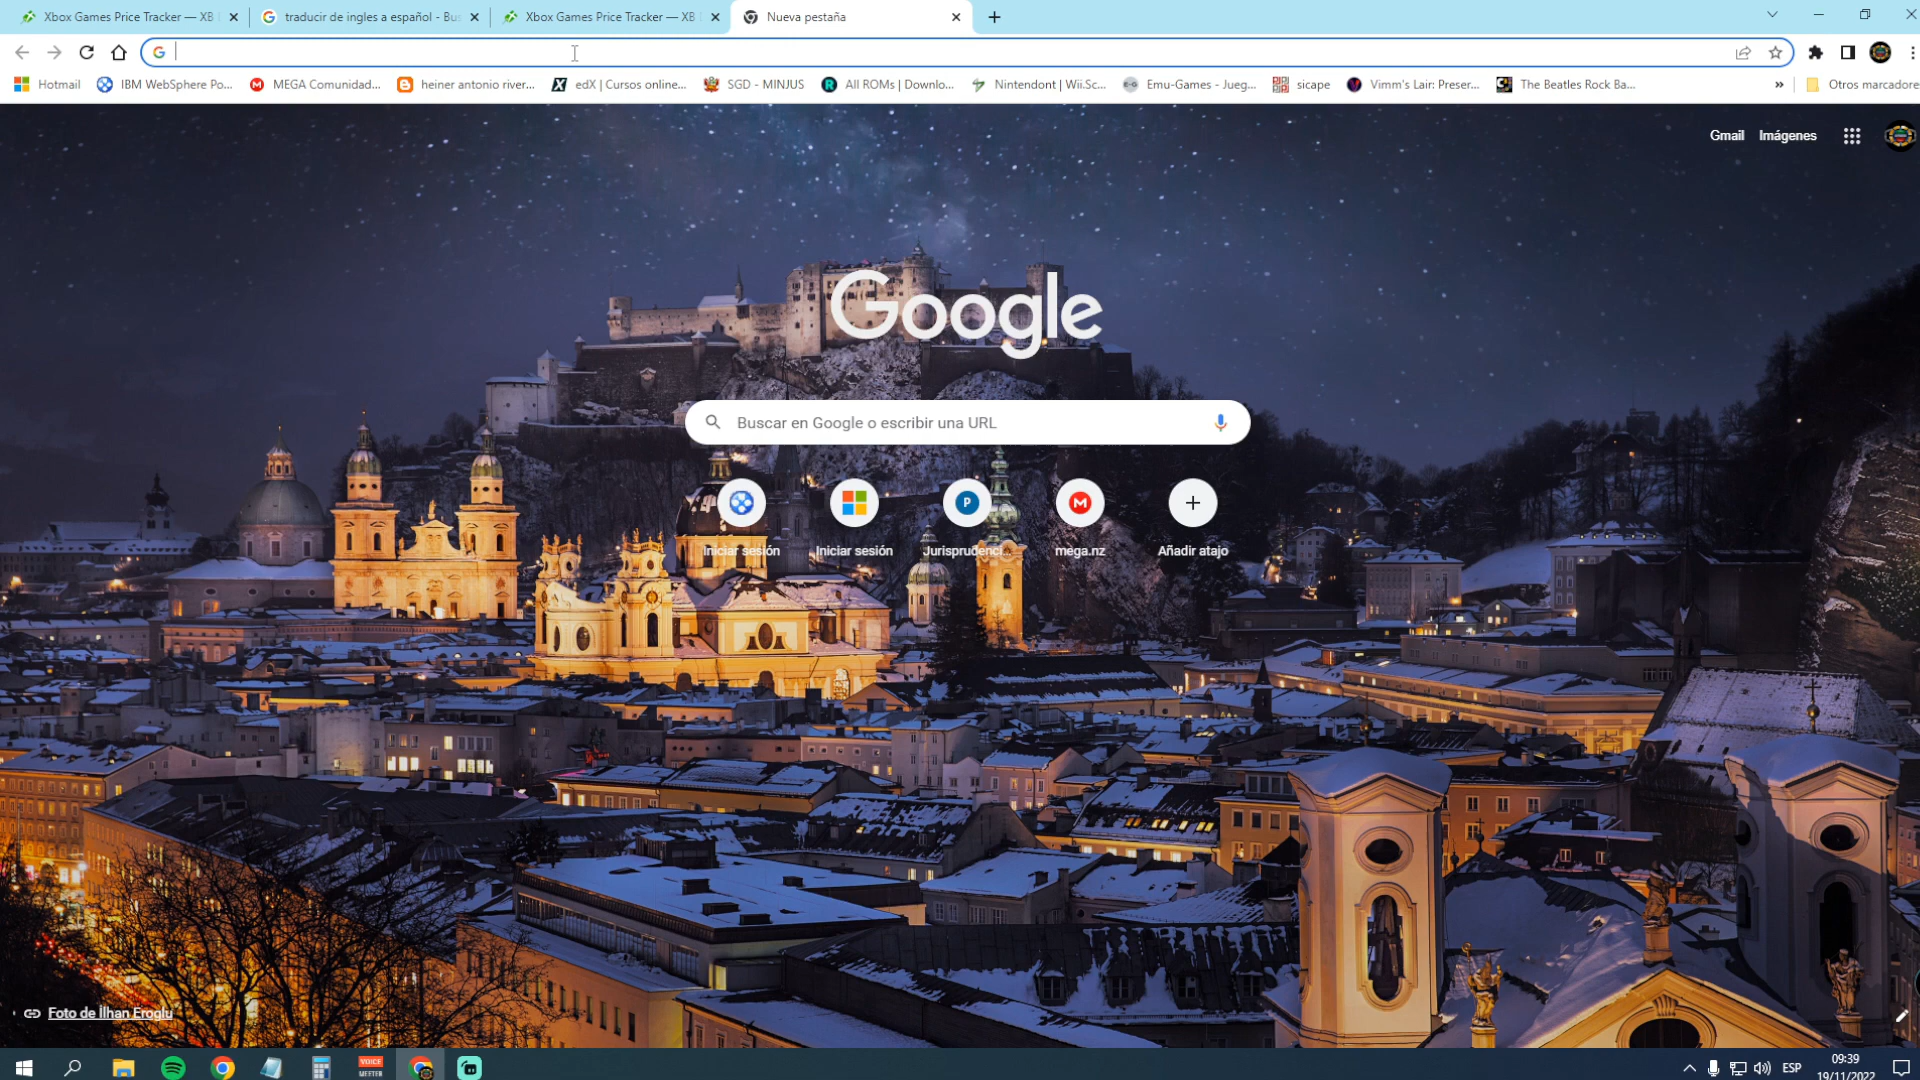 Xbox Games Price Tracker — XB
traducir de ingles a español - Bus
Xbox Games Price Tracker — XB
Nueva pestaña
Hotmail
IBM WebSphere Po...
MEGA Comunidad...
heiner antonio river...
edX | Cursos online...
SGD - MINJUS
All ROMs | Downlo...
Nintendont | Wii.Sc...
Emu-Games - Jueg...
sicape
Vimm's Lair: Preser...
The Beatles Rock Ba...
»
Otros marcadore
Gmail Imágenes
Google
Buscar en Google o escribir una URL
P
Iniciar sesión
Iniciar sesión
Jurisprudenci...
mega.nz
Añadir atajo
Foto de İlhan Eroglu
VOICE
MEETER
ESP
09:39
19/11/2022